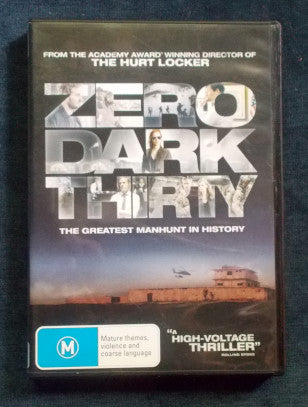 FROM THE ACADEMY AWARD® WINNING DIRECTOR OF
THE HURT LOCKER
ZERO
DARK
THIRTY
THE GREATEST MANHUNT IN HISTORY
M
Mature themes,
violence and
coarse language
"A
HIGH-VOLTAGE
THRILLER"
ROLLING STONE